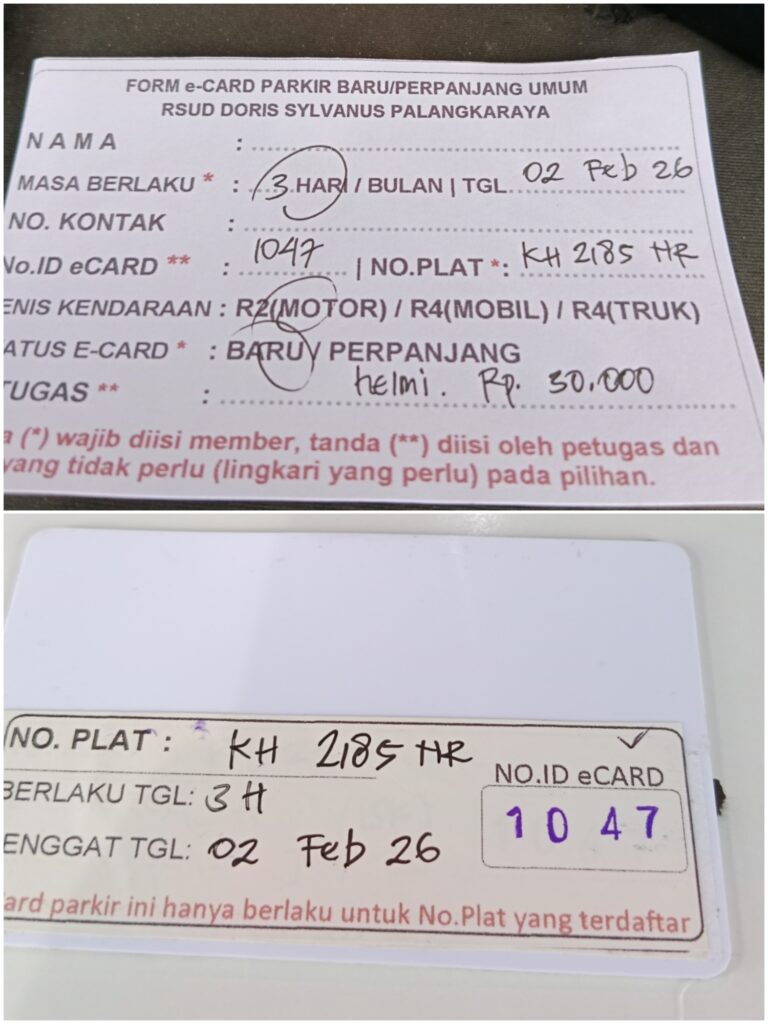 FORM e-CARD PARKIR BARU/PERPANJANG UMUM
RSUD DORIS SYLVANUS PALANGKARAYA
NAMA :
MASA BERLAKU * : 3 HARI / BULAN | TGL. 02 Feb 26
NO. KONTAK :
No.ID eCARD ** : 1047 | NO.PLAT *: KH 2185 HR
ENIS KENDARAAN : R2(MOTOR) / R4(MOBIL) / R4(TRUK)
ATUS E-CARD * : BARU / PERPANJANG
TUGAS ** : helmi. Rp. 30.000
a (*) wajib diisi member, tanda (**) diisi oleh petugas dan
yang tidak perlu (lingkari yang perlu) pada pilihan.
NO. PLAT : KH 2185 HR
NO.ID eCARD
BERLAKU TGL: 3 H
1047
ENGGAT TGL: 02 Feb 26
ard parkir ini hanya berlaku untuk No.Plat yang terdaftar